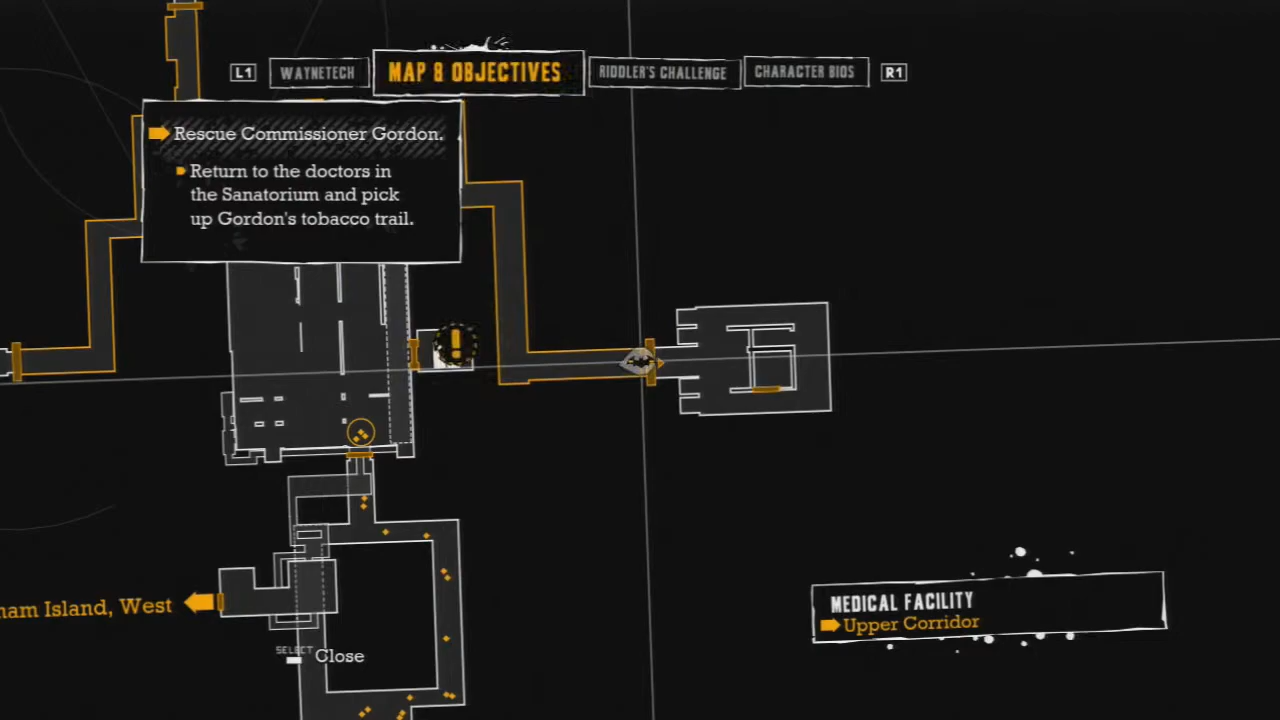 L1
WAYNETECH
MAP & OBJECTIVES
RIDDLER'S CHALLENGE
CHARACTER BIOS
R1
Rescue Commissioner Gordon.
Return to the doctors in
the Sanatorium and pick
up Gordon's tobacco trail.
!
ham Island, West
MEDICAL FACILITY
Upper Corridor
SELECT
Close